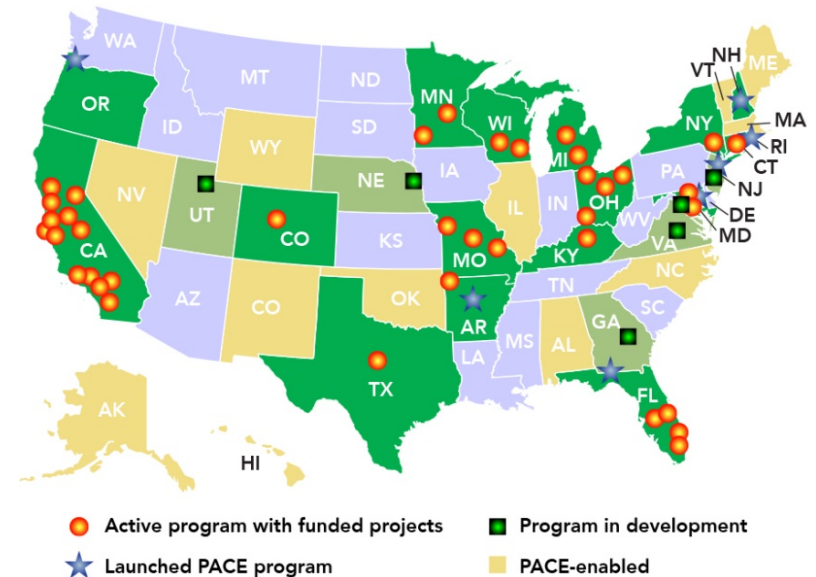 WA
MT
ND
OR
ID
SD
MN
WI
MI
NH
VT
ME
NY
MA
RI
CT
NJ
PA
DE
MD
WY
NV
UT
CO
NE
IA
IL
IN
OH
WV
VA
CA
KS
MO
KY
NC
AZ
CO
OK
AR
TN
SC
TX
LA
MS
AL
GA
FL
AK
HI
Active program with funded projects
Program in development
Launched PACE program
PACE-enabled